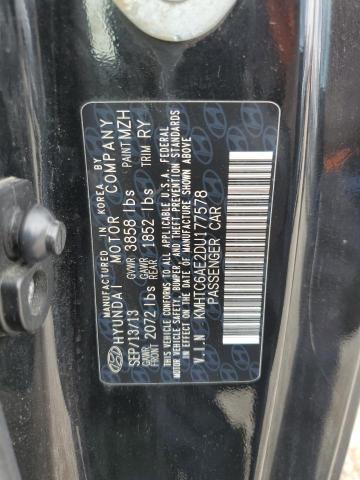 MADE IN KOREA BY
HYUNDAI MOTOR COMPANY
SEP/13/13 GVWR 3858 lbs PAINT MZH
GAWR FRONT 2072 lbs GAWR REAR 1852 lbs TRIM RY
THIS VEHICLE CONFORMS TO ALL APPLICABLE U.S.A. FEDERAL
MOTOR VEHICLE SAFETY, BUMPER, AND THEFT PREVENTION STANDARDS
IN EFFECT ON THE DATE OF MANUFACTURE SHOWN ABOVE
V.I.N KMHTC6AE2DU177578
PASSENGER CAR